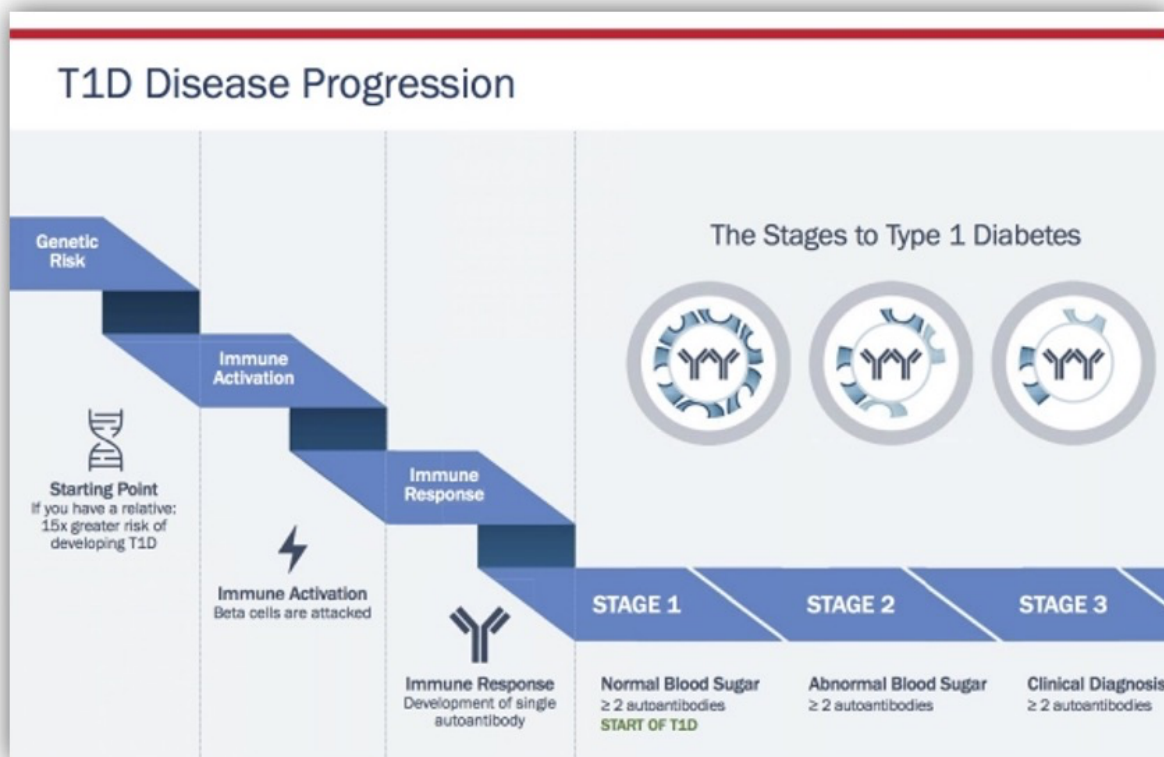 T1D Disease Progression
Genetic
Risk
Starting Point
If you have a relative:
15x greater risk of
developing T1D
Immune
Activation
Immune Activation
Beta cells are attacked
Immune
Response
Immune Response
Development of single
autoantibody
The Stages to Type 1 Diabetes
STAGE 1
Normal Blood Sugar
≥ 2 autoantibodies
START OF T1D
STAGE 2
Abnormal Blood Sugar
≥ 2 autoantibodies
STAGE 3
Clinical Diagnosis
≥ 2 autoantibodies